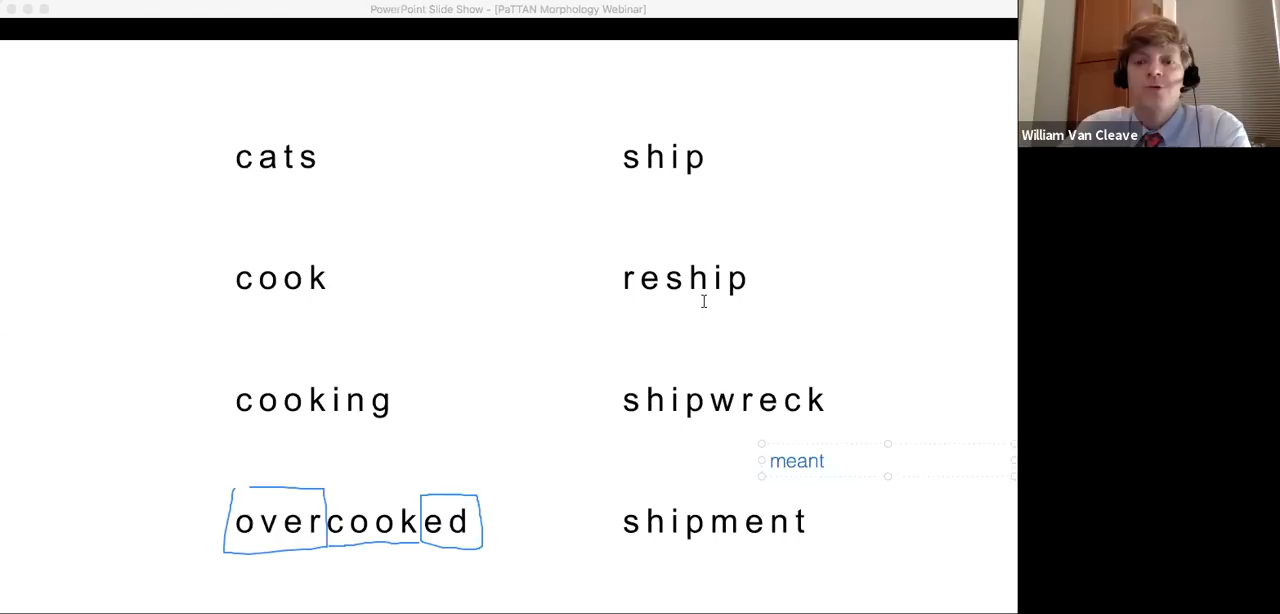 PowerPoint Slide Show - [PaTTAN Morphology Webinar]
William Van Cleave
cats
ship
cook
reship
cooking
shipwreck
meant
overcooked
shipment